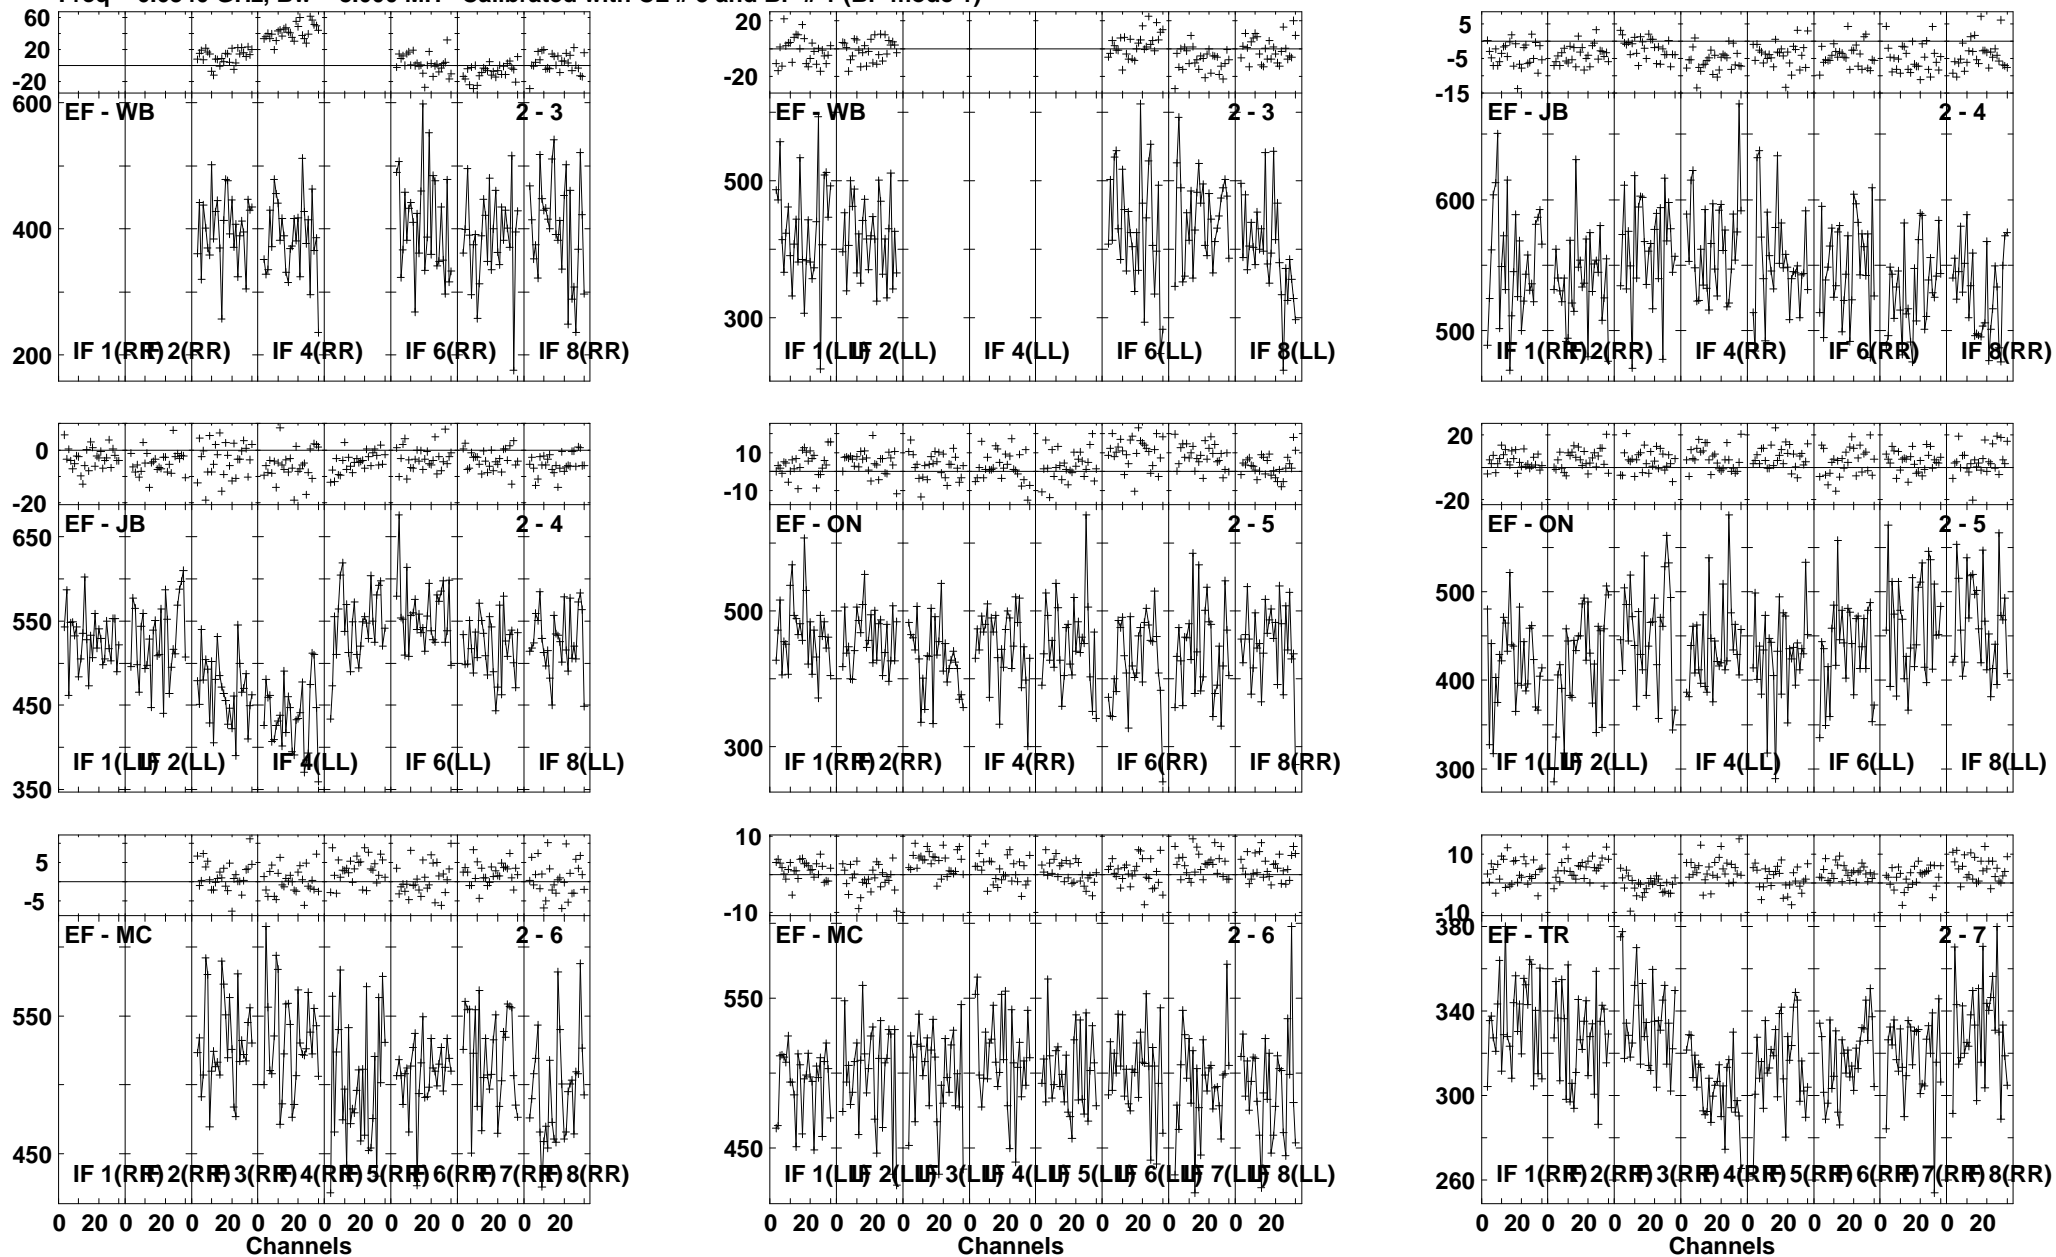 60 20 5
20
-20 -20 -5
-15
600 EF - WB 2 - 3 EF - WB 2 - 3 EF - JB 2 - 4
500 600
400
300 500
200 IF 1(RR) IF 2(RR) IF 4(RR) IF 6(RR) IF 8(RR) IF 1(LL) IF 2(LL) IF 4(LL) IF 6(LL) IF 8(LL) IF 1(RR) IF 2(RR) IF 4(RR) IF 6(RR) IF 8(RR)
0 10 20
-20 -10 -20
EF - JB 2 - 4 EF - ON 2 - 5 EF - ON 2 - 5
650
550 500 500
450 400
IF 1(LL) IF 2(LL) IF 4(LL) IF 6(LL) IF 8(LL) IF 1(RR) IF 2(RR) IF 4(RR) IF 6(RR) IF 8(RR) IF 1(LL) IF 2(LL) IF 4(LL) IF 6(LL) IF 8(LL)
350 300 300
5 10 10
-5 -10 -10
EF - MC 2 - 6 EF - MC 2 - 6 380 EF - TR 2 - 7
550 550 340
300
450 450
IF 1(RR) IF 2(RR) IF 3(RR) IF 4(RR) IF 5(RR) IF 6(RR) IF 7(RR) IF 8(RR) IF 1(LL) IF 2(LL) IF 3(LL) IF 4(LL) IF 5(LL) IF 6(LL) IF 7(LL) IF 8(LL) 260 IF 1(RR) IF 2(RR) IF 3(RR) IF 4(RR) IF 5(RR) IF 6(RR) IF 7(RR) IF 8(RR)
0 20 0 20 0 20 0 20 0 20 0 20 0 20 0 20 0 20 0 20 0 20 0 20 0 20 0 20 0 20 0 20 0 20 0 20 0 20 0 20 0 20 0 20 0 20 0 20
Channels Channels Channels